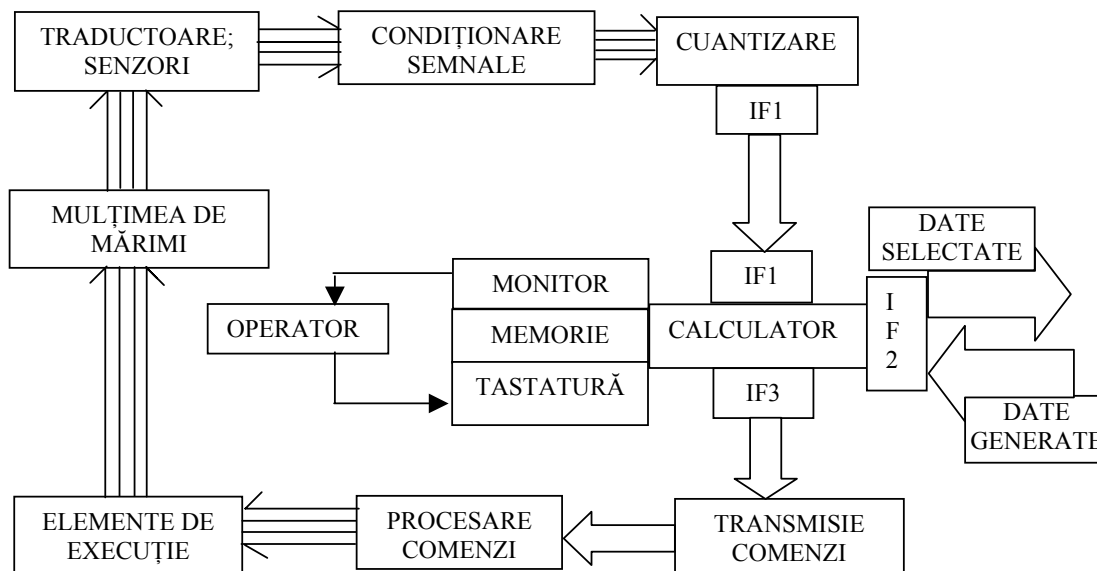 TRADUCTOARE;
SENZORI
CONDIȚIONARE
SEMNALE
CUANTIZARE
IF1
MULȚIMEA DE
MĂRIMI
DATE
SELECTATE
IF1
MONITOR
OPERATOR
MEMORIE
CALCULATOR
I
F
2
TASTATURĂ
IF3
DATE
GENERATE
ELEMENTE DE
EXECUȚIE
PROCESARE
COMENZI
TRANSMISIE
COMENZI